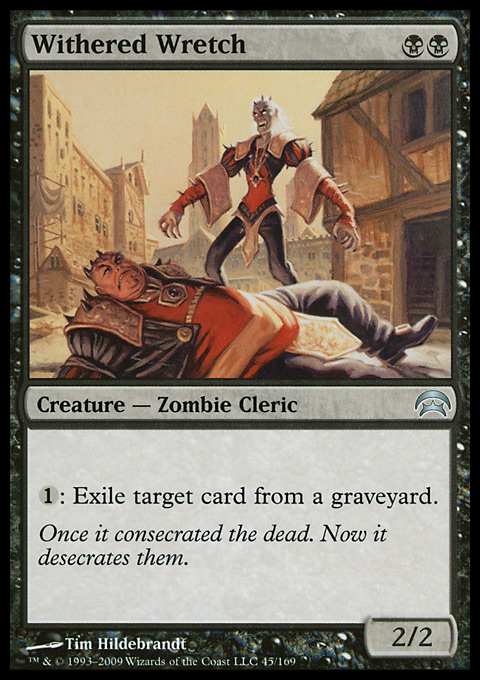 Withered Wretch
Creature — Zombie Cleric
1: Exile target card from a graveyard.
Once it consecrated the dead. Now it
desecrates them.
2/2
Tim Hildebrandt
™ & © 1993–2009 Wizards of the Coast LLC 45/169